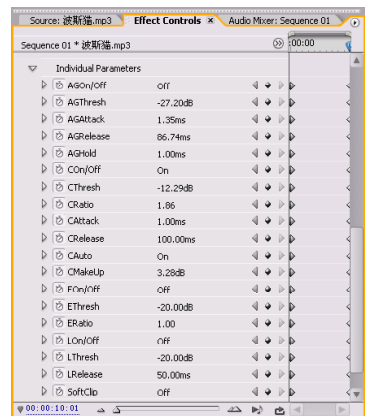 Source: 波斯猫.mp3 Effect Controls × Audio Mixer: Sequence 01
Sequence 01 * 波斯猫.mp3 :00:00
Individual Parameters
AGOn/Off Off
AGThresh -27.20dB
AGAttack 1.35ms
AGRelease 86.74ms
AGHold 1.00ms
COn/Off On
CThresh -12.29dB
CRatio 1.86
CAttack 1.00ms
CRelease 100.00ms
CAuto On
CMakeUp 3.28dB
EOn/Off Off
EThresh -20.00dB
ERatio 1.00
LOn/Off Off
LThresh -20.00dB
LRelease 50.00ms
SoftClip Off
00:00:10:01